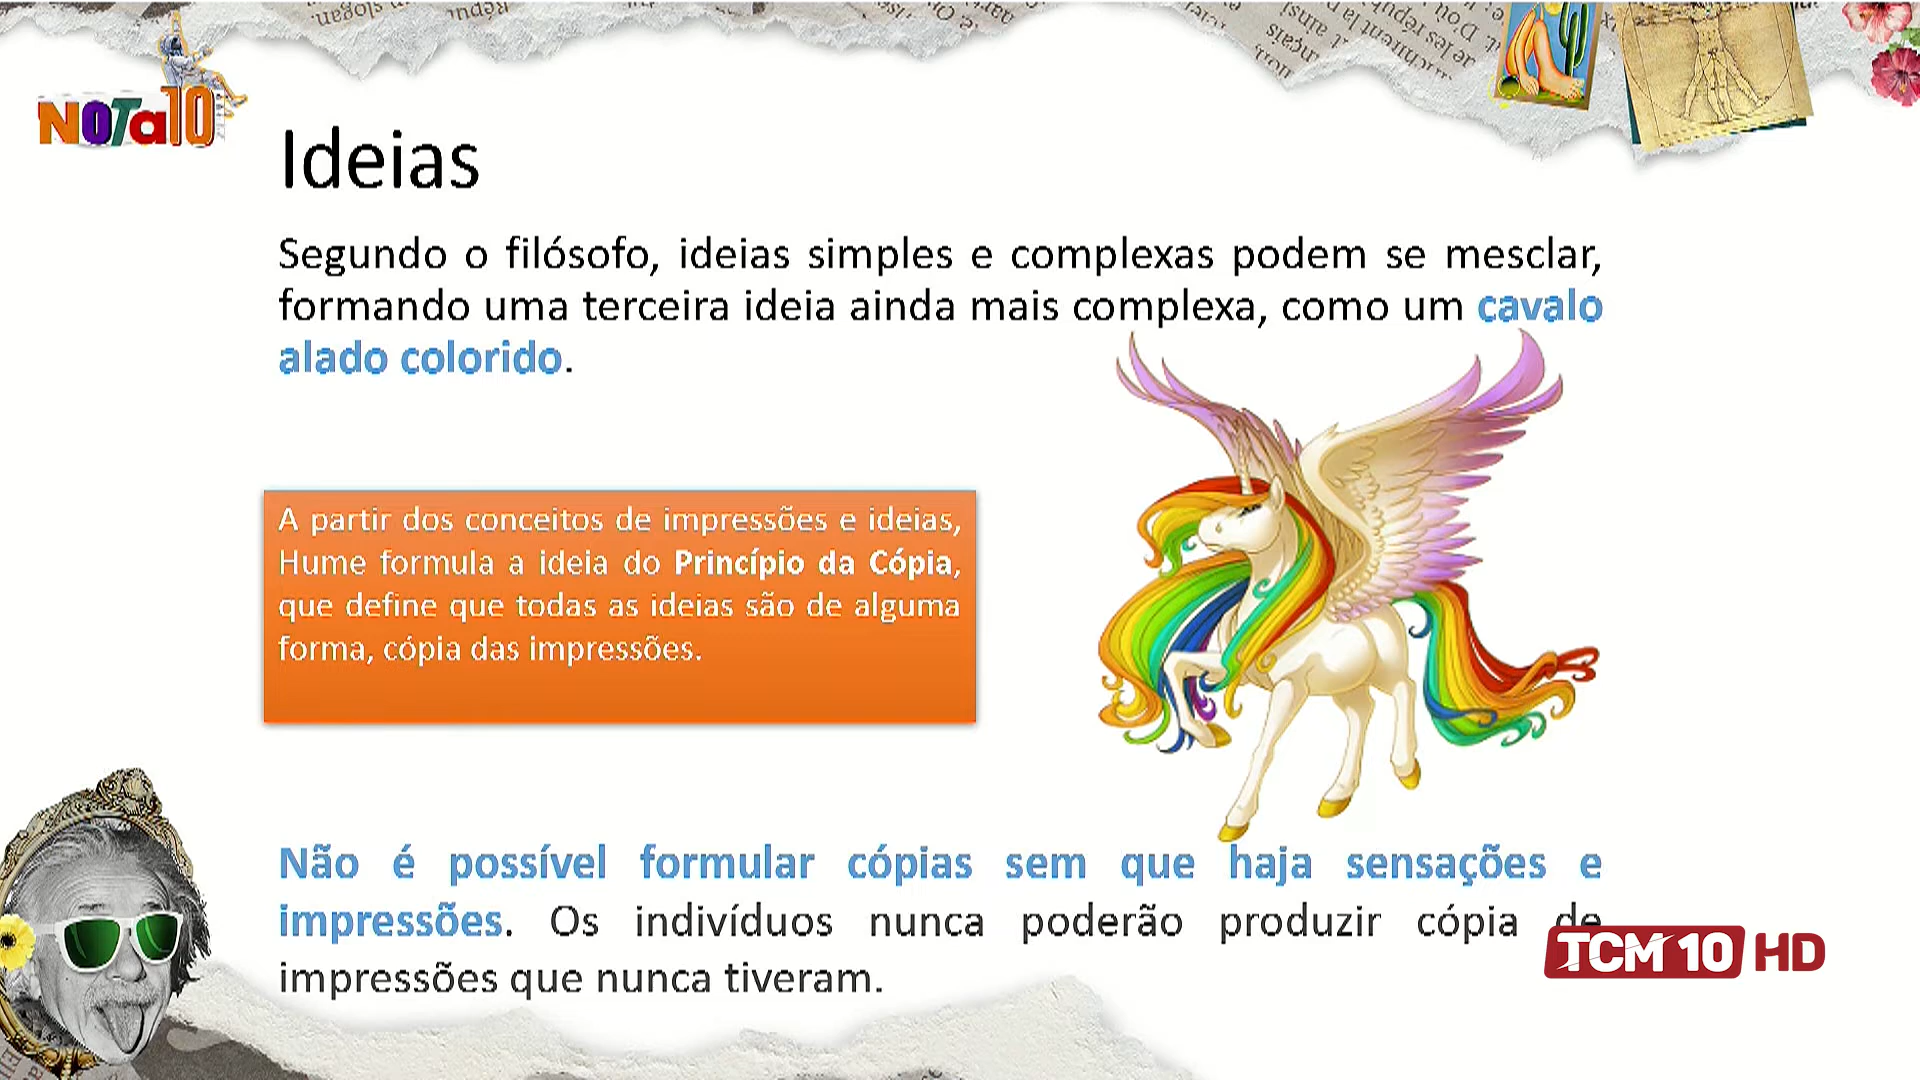 NOTa10
Ideias
Segundo o filósofo, ideias simples e complexas podem se mesclar,
formando uma terceira ideia ainda mais complexa, como um cavalo
alado colorido.
A partir dos conceitos de impressões e ideias,
Hume formula a ideia do Princípio da Cópia,
que define que todas as ideias são de alguma
forma, cópia das impressões.
Não é possível formular cópias sem que haja sensações e
impressões. Os indivíduos nunca poderão produzir cópia de
impressões que nunca tiveram.
TCM 10 HD